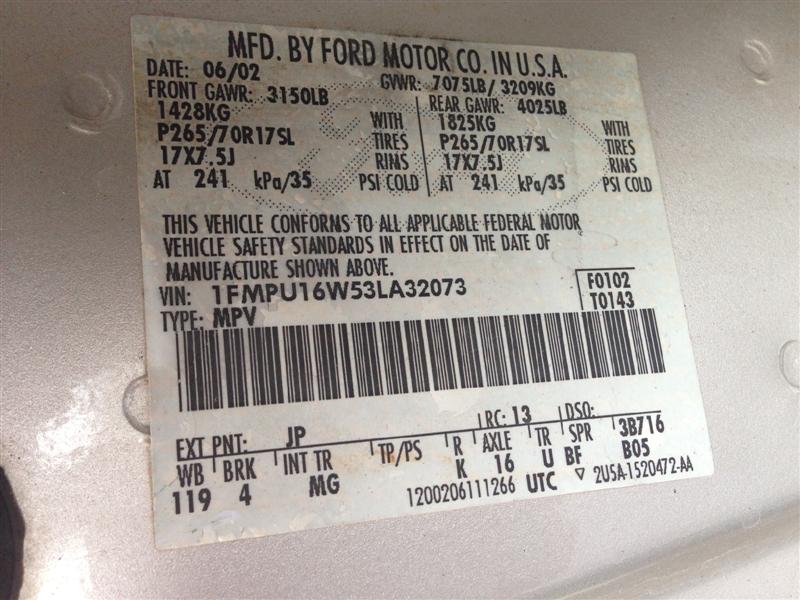 MFD. BY FORD MOTOR CO. IN U.S.A.
DATE: 06/02 GVWR: 7075LB/ 3209KG
FRONT GAWR: 3150LB REAR GAWR: 4025LB
1428KG WITH 1825KG WITH
P265/70R17SL TIRES P265/70R17SL TIRES
17X7.5J RIMS 17X7.5J RIMS
AT 241 kPa/35 PSI COLD AT 241 kPa/35 PSI COLD
THIS VEHICLE CONFORMS TO ALL APPLICABLE FEDERAL MOTOR
VEHICLE SAFETY STANDARDS IN EFFECT ON THE DATE OF
MANUFACTURE SHOWN ABOVE.
VIN: 1FMPU16W53LA32073 F0102
TYPE: MPV T0143
EXT PNT: JP RC: 13 DSO: 3B716
WB BRK INT TR TP/PS R AXLE TR SPR B05
119 4 MG K 16 U BF
1200206111266 UTC ▽ 2U5A-1520472-AA